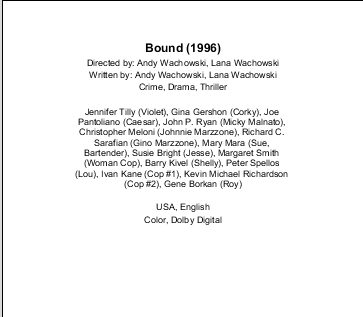 Bound (1996)
Directed by: Andy Wachowski, Lana Wachowski
Written by: Andy Wachowski, Lana Wachowski
Crime, Drama, Thriller
Jennifer Tilly (Violet), Gina Gershon (Corky), Joe
Pantoliano (Caesar), John P. Ryan (Micky Malnato),
Christopher Meloni (Johnnie Marzzone), Richard C.
Sarafian (Gino Marzzone), Mary Mara (Sue,
Bartender), Susie Bright (Jesse), Margaret Smith
(Woman Cop), Barry Kivel (Shelly), Peter Spellos
(Lou), Ivan Kane (Cop #1), Kevin Michael Richardson
(Cop #2), Gene Borkan (Roy)
USA, English
Color, Dolby Digital